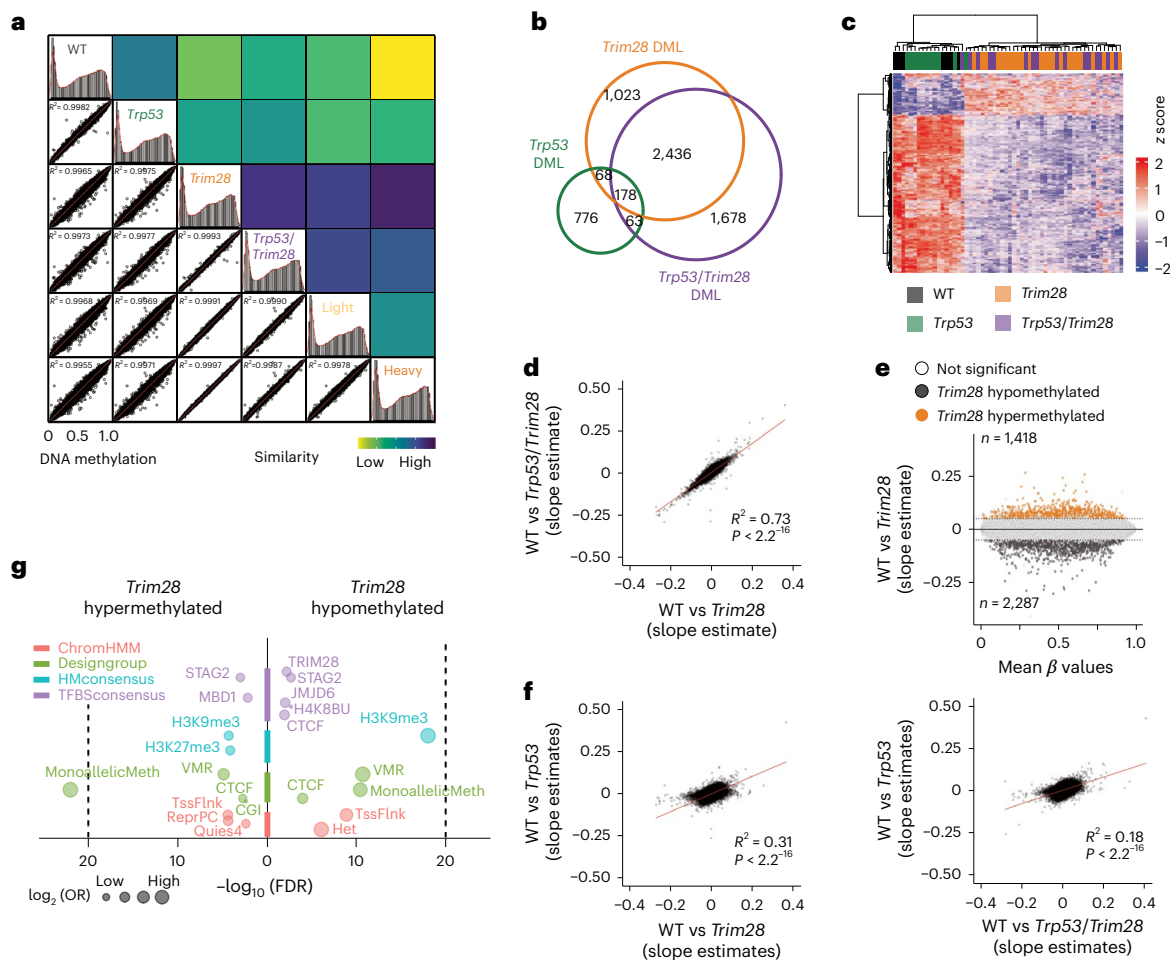 a
WT
R² = 0.9982
Trp53
R² = 0.9965
R² = 0.9975
Trim28
R² = 0.9973
R² = 0.9977
R² = 0.9993
Trp53/
Trim28
R² = 0.9968
R² = 0.9969
R² = 0.9991
R² = 0.9990
Light
R² = 0.9955
R² = 0.9971
R² = 0.9997
R² = 0.9987
R² = 0.9978
Heavy
0 0.5 1.0
DNA methylation
Similarity
Low High
b
Trim28 DML
1,023
Trp53
DML
2,436
68
178
776
63
1,678
Trp53/Trim28
DML
c
z score
2
1
0
−1
−2
WT
Trim28
Trp53
Trp53/Trim28
d
WT vs Trp53/Trim28
(slope estimate)
0.50
0.25
0
−0.25
−0.50
R² = 0.73
P < 2.2⁻¹⁶
−0.4 −0.2 0 0.2 0.4
WT vs Trim28
(slope estimate)
e
Not significant
Trim28 hypomethylated
Trim28 hypermethylated
n = 1,418
WT vs Trim28
(slope estimate)
0.25
0
−0.25
n = 2,287
0 0.5 1.0
Mean β values
f
WT vs Trp53
(slope estimates)
0.50
0.25
0
−0.25
−0.50
R² = 0.31
P < 2.2⁻¹⁶
−0.4 −0.2 0 0.2 0.4
WT vs Trim28
(slope estimates)
WT vs Trp53
(slope estimates)
0.50
0.25
0
−0.25
−0.50
R² = 0.18
P < 2.2⁻¹⁶
−0.4 −0.2 0 0.2 0.4
WT vs Trp53/Trim28
(slope estimates)
g
Trim28
hypermethylated
Trim28
hypomethylated
ChromHMM
Designgroup
HMconsensus
TFBSconsensus
STAG2
MBD1
TRIM28
STAG2
JMJD6
H4K8BU
CTCF
H3K9me3
H3K27me3
H3K9me3
MonoallelicMeth
VMR
CTCF
CGI
VMR
MonoallelicMeth
CTCF
TssFlnk
ReprPC
Quies4
TssFlnk
Het
20 10 0 10 20
−log₁₀ (FDR)
Low High
log₂ (OR)